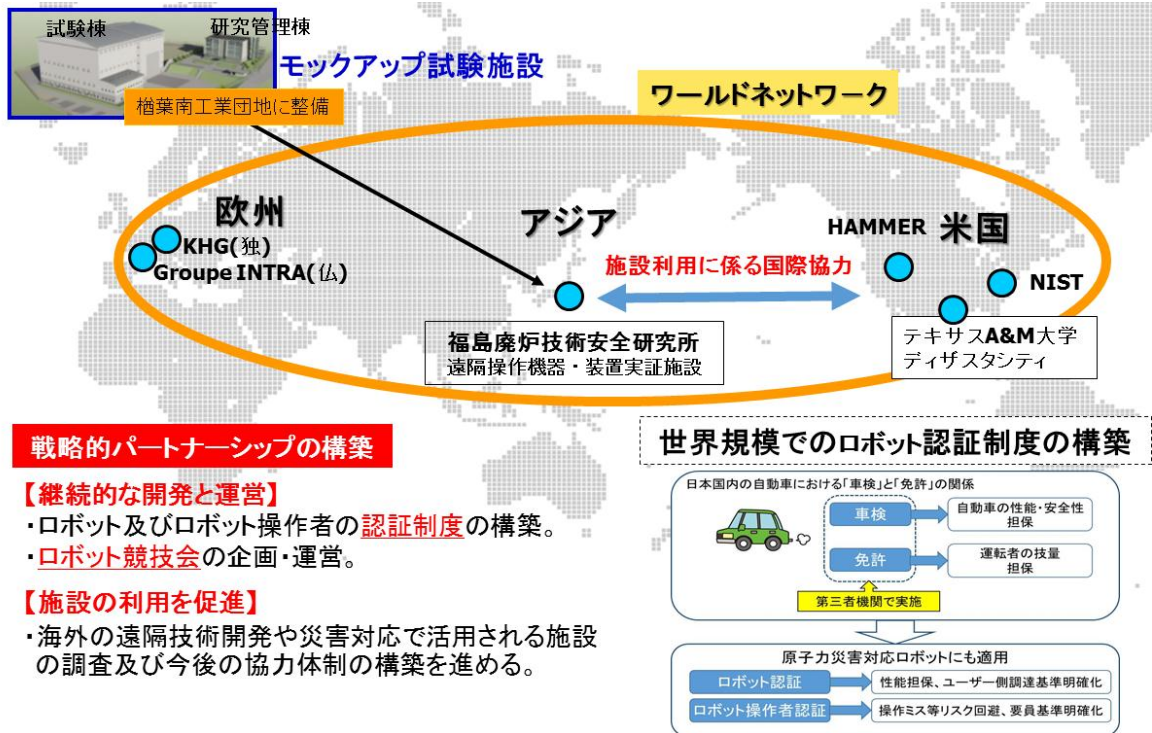 試験棟
研究管理棟
モックアップ試験施設
楢葉南工業団地に整備
ワールドネットワーク
欧州
KHG(独)
Groupe INTRA(仏)
アジア
施設利用に係る国際協力
HAMMER
米国
NIST
福島廃炉技術安全研究所
遠隔操作機器・装置実証施設
テキサスA&M大学
ディザスタシティ
戦略的パートナーシップの構築
【継続的な開発と運営】
・ロボット及びロボット操作者の認証制度の構築。
・ロボット競技会の企画・運営。
【施設の利用を促進】
・海外の遠隔技術開発や災害対応で活用される施設
の調査及び今後の協力体制の構築を進める。
世界規模でのロボット認証制度の構築
日本国内の自動車における「車検」と「免許」の関係
車検
自動車の性能・安全性
担保
免許
運転者の技量
担保
第三者機関で実施
原子力災害対応ロボットにも適用
ロボット認証
性能担保、ユーザー側調達基準明確化
ロボット操作者認証
操作ミス等リスク回避、要員基準明確化